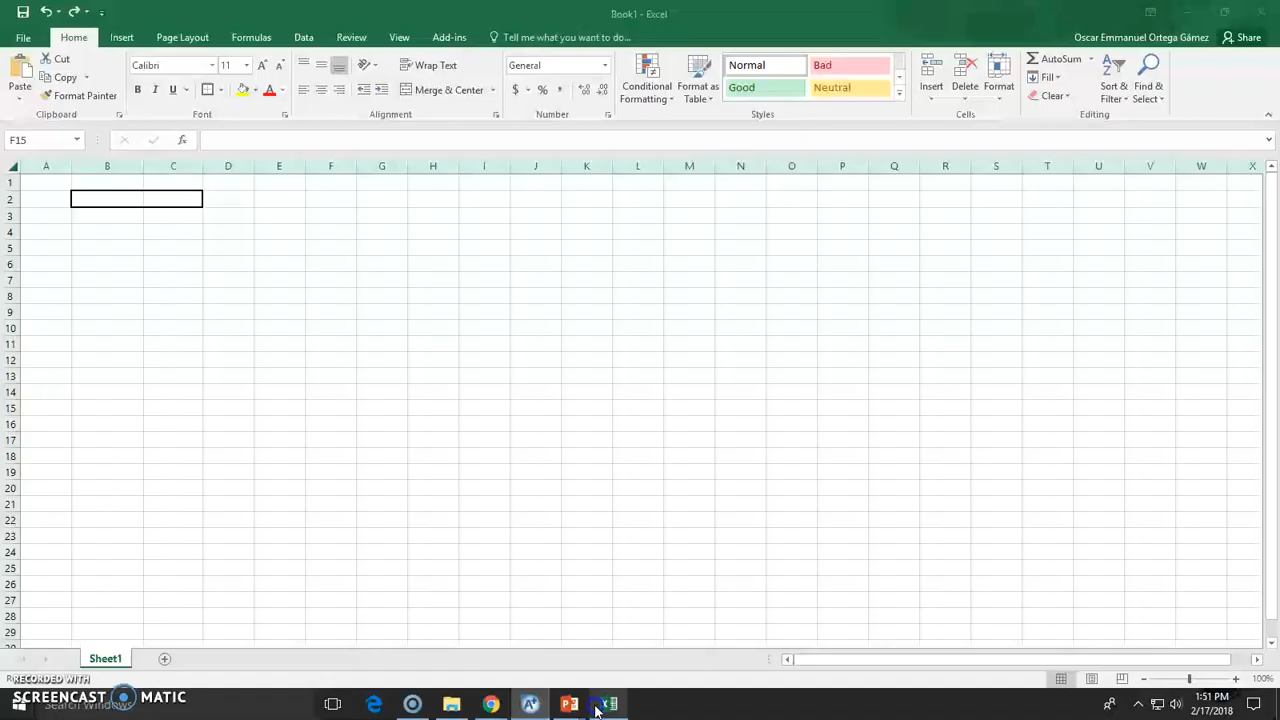 Book1 - Excel
File Home Insert Page Layout Formulas Data Review View Add-ins Tell me what you want to do... Oscar Emmanuel Ortega Gámez Share
Paste Cut Copy Format Painter Clipboard
Calibri 11 A A B I U A Font
Wrap Text Merge & Center Alignment
General $ % , Number
Conditional Formatting Format as Table Normal Bad Good Neutral Styles
Insert Delete Format Cells
AutoSum Fill Clear Sort & Filter Find & Select Editing
F15 fx
A B C D E F G H I J K L M N O P Q R S T U V W X
1
2
3
4
5
6
7
8
9
10
11
12
13
14
15
16
17
18
19
20
21
22
23
24
25
26
27
28
29
Sheet1
RECORDED WITH
SCREENCAST MATIC
100%
Search Windows
1:51 PM
2/17/2018